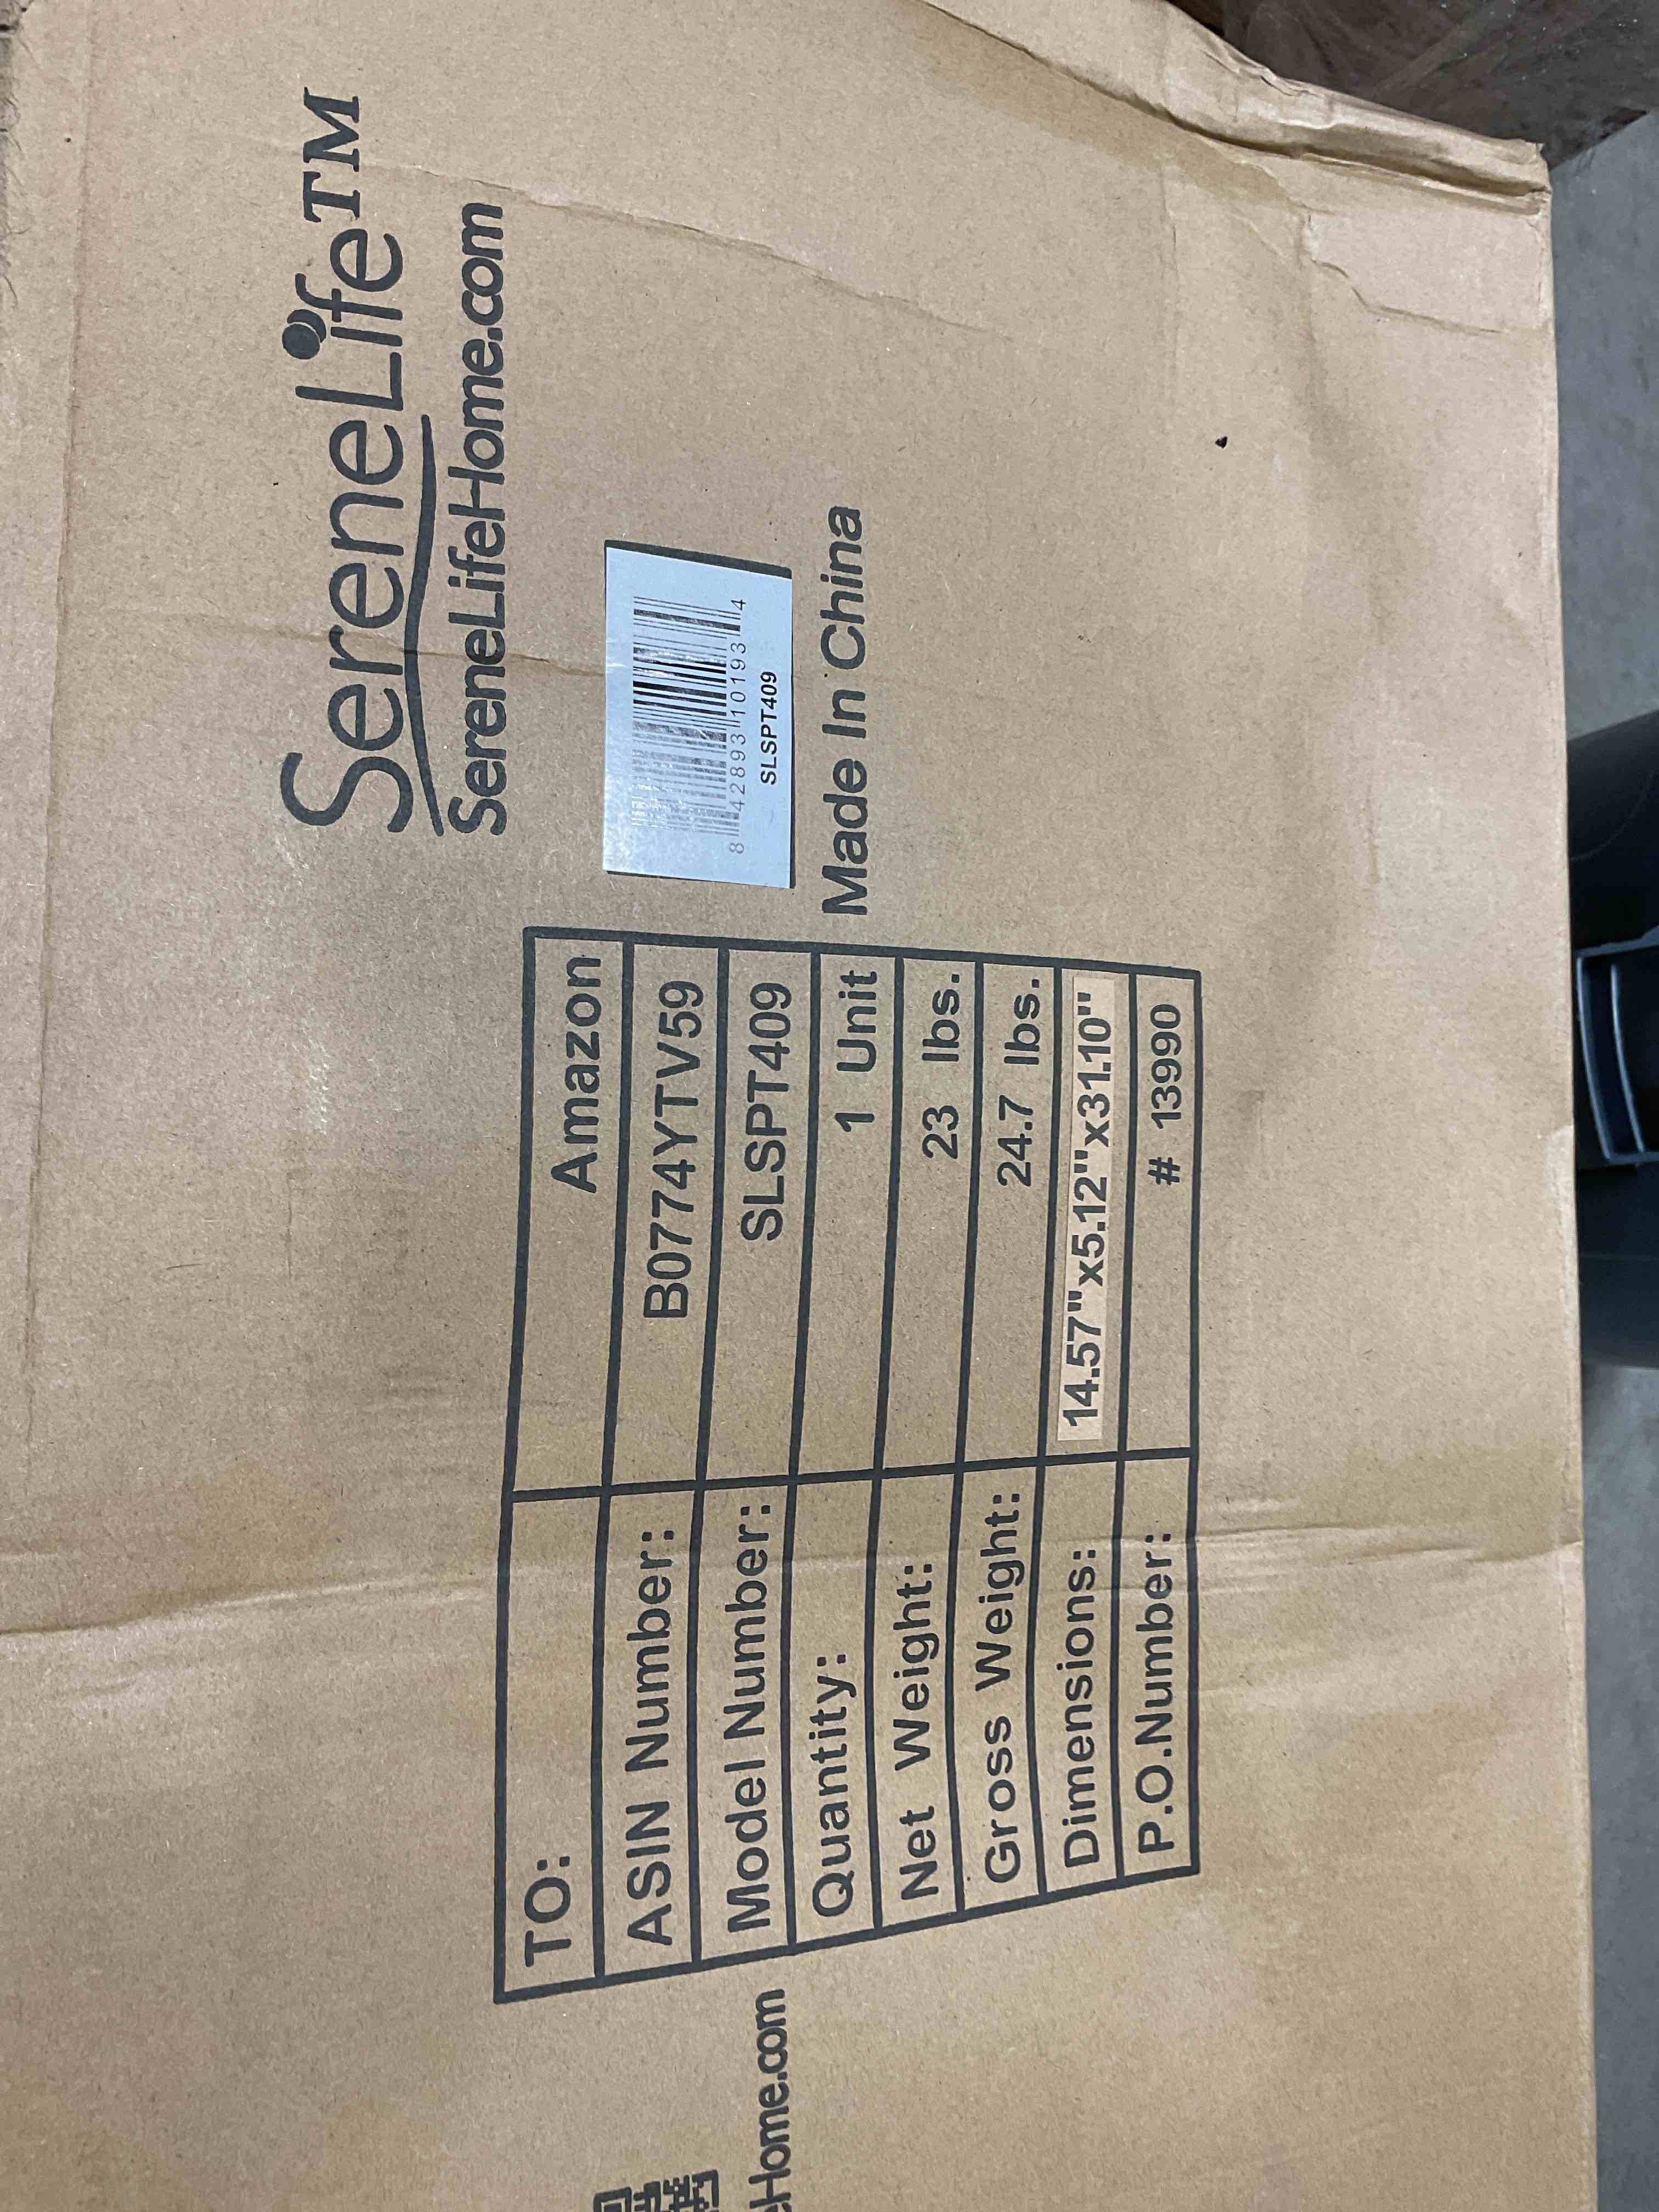 SereneLife™
SereneLifeHome.com
8 42893 10193 4
SLSPT409
Made In China
TO: Amazon
ASIN Number: B0774YTV59
Model Number: SLSPT409
Quantity: 1 Unit
Net Weight: 23 lbs.
Gross Weight: 24.7 lbs.
Dimensions: 14.57"x5.12"x31.10"
P.O.Number: # 13990
eHome.com